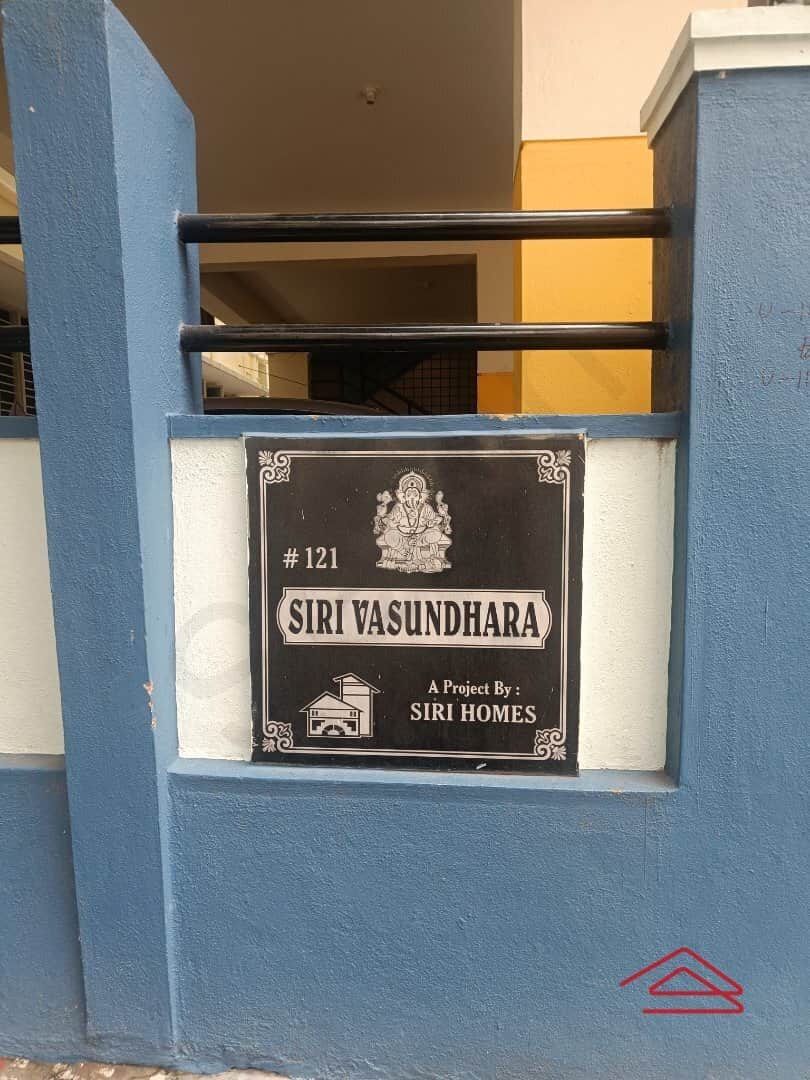 # 121
SIRI VASUNDHARA
A Project By :
SIRI HOMES